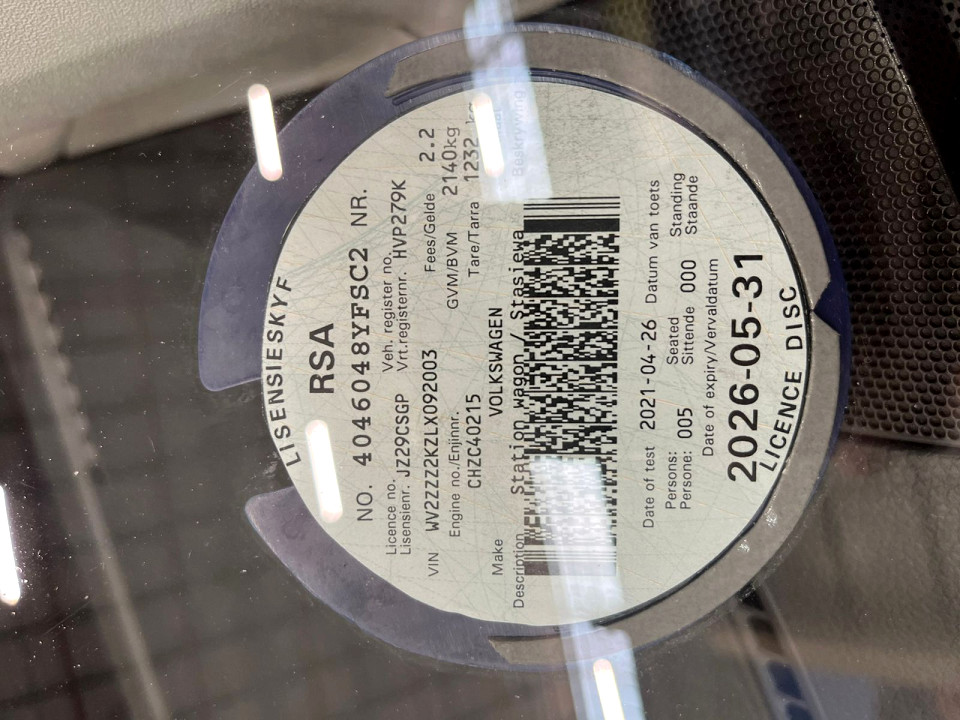 LISENSIESKYF
RSA
NO. 4046048YFSC2 NR.
Licence no. JZ29CSGP Veh. register no. HVP279K
Lisensienr. Vrt.registernr.
VIN WV2ZZZ2KZLX092003 Fees/Gelde 2.2
Engine no./Enjinnr. GVM/BVM 2140kg
CHZC40215 Tare/Tarra 1232 kg
Make VOLKSWAGEN
Description Station wagon / Stasiewa Beskrywing
Date of test 2021-04-26 Datum van toets
Persons: 005 Seated 000 Standing
Persone: Sittende Staande
Date of expiry/Vervaldatum
2026-05-31
LICENCE DISC